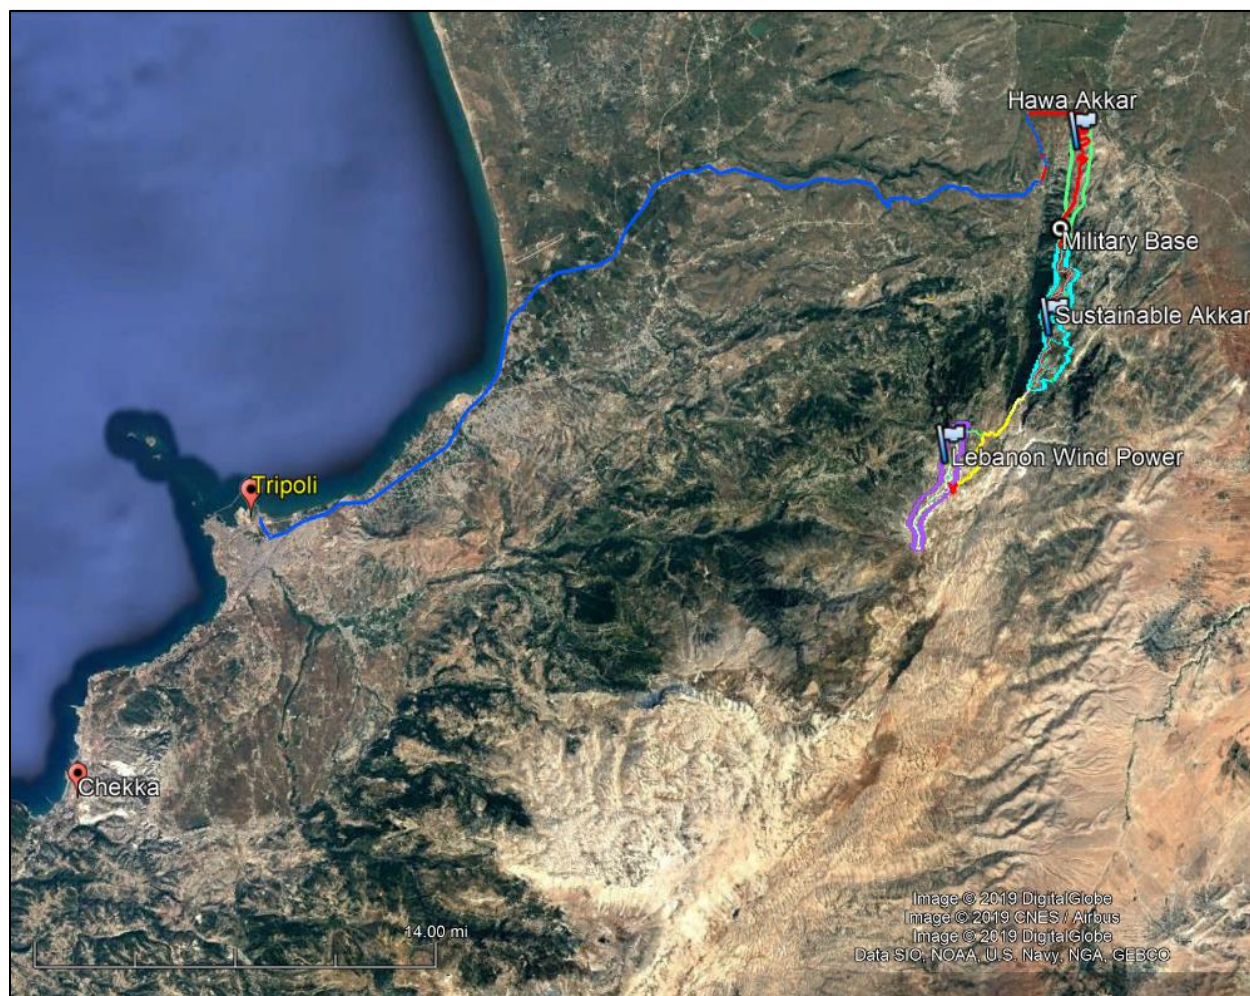 Hawa Akkar
Military Base
Sustainable Akkar
Lebanon Wind Power
Tripoli
Chekka
14.00 mi
Image © 2019 DigitalGlobe
Image © 2019 CNES / Airbus
Image © 2019 DigitalGlobe
Data SIO, NOAA, U.S. Navy, NGA, GEBCO